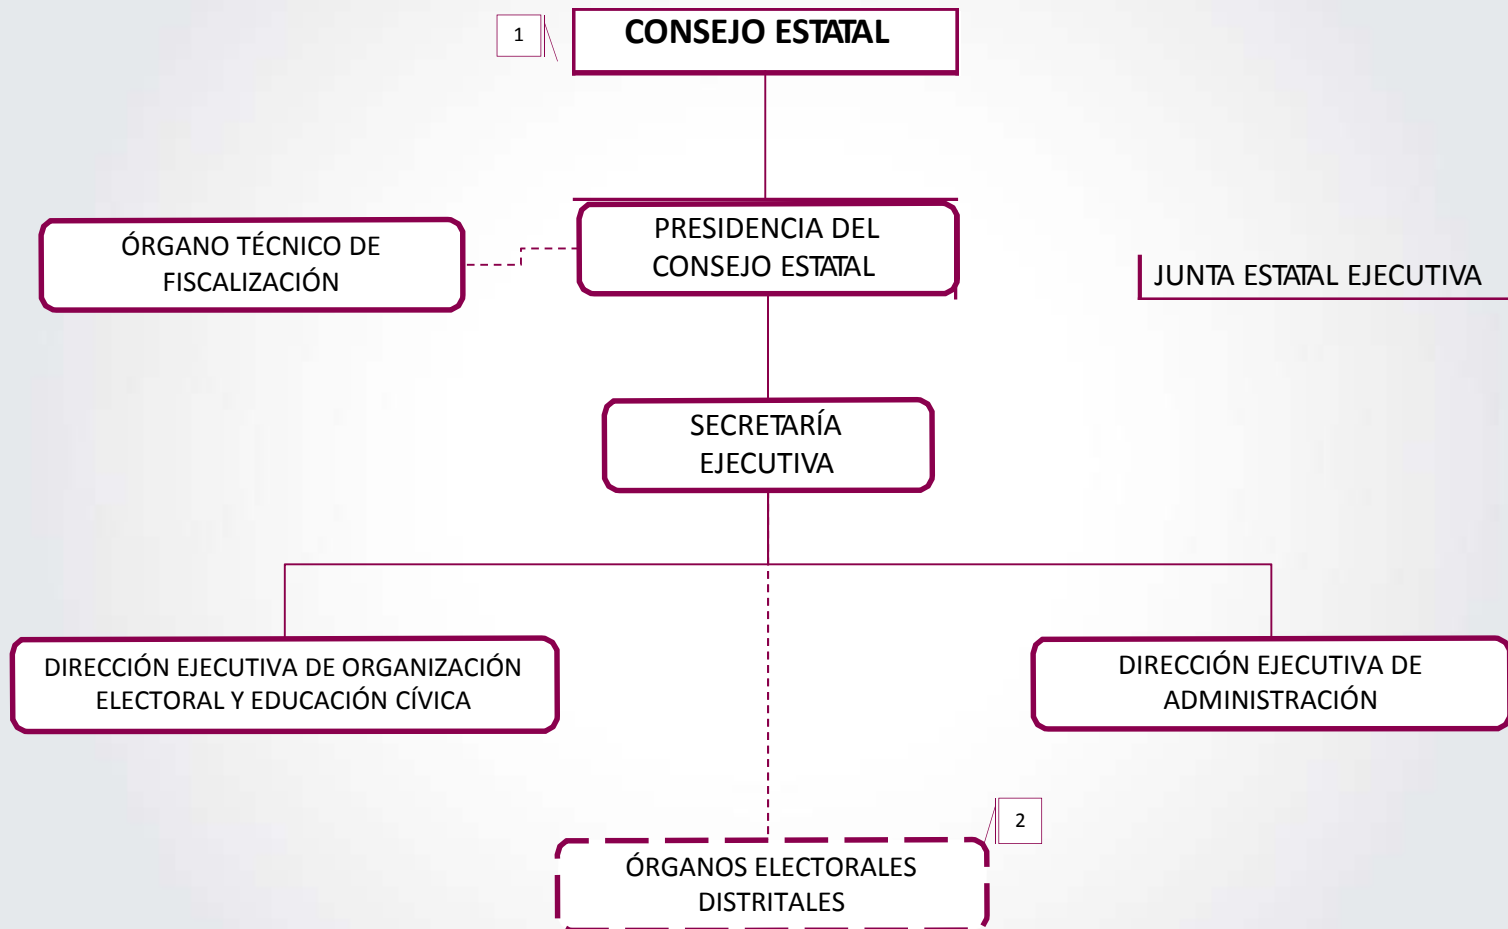 1
CONSEJO ESTATAL
ÓRGANO TÉCNICO DE
FISCALIZACIÓN
PRESIDENCIA DEL
CONSEJO ESTATAL
JUNTA ESTATAL EJECUTIVA
SECRETARÍA
EJECUTIVA
DIRECCIÓN EJECUTIVA DE ORGANIZACIÓN
ELECTORAL Y EDUCACIÓN CÍVICA
DIRECCIÓN EJECUTIVA DE
ADMINISTRACIÓN
2
ÓRGANOS ELECTORALES
DISTRITALES